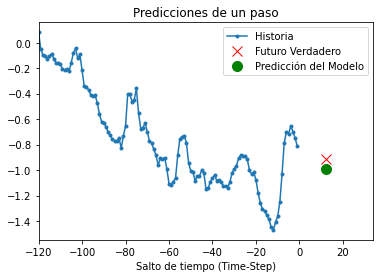 Predicciones de un paso
Historia
Futuro Verdadero
Predicción del Modelo
0.0
−0.2
−0.4
−0.6
−0.8
−1.0
−1.2
−1.4
−120 −100 −80 −60 −40 −20 0 20
Salto de tiempo (Time-Step)